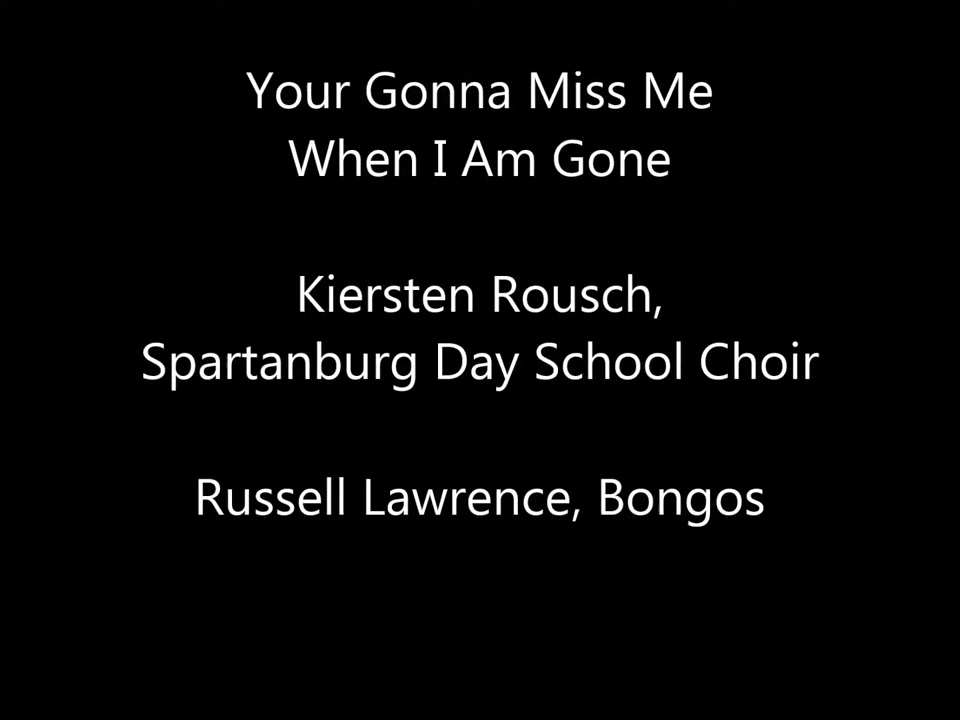 Your Gonna Miss Me
When I Am Gone
Kiersten Rousch,
Spartanburg Day School Choir
Russell Lawrence, Bongos